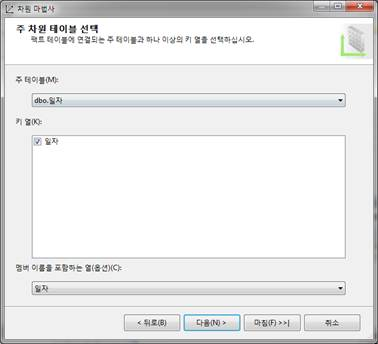 차원 마법사
주 차원 테이블 선택
팩트 테이블에 연결되는 주 테이블과 하나 이상의 키 열을 선택하십시오.
주 테이블(M):
dbo.일자
키 열(K):
일자
멤버 이름을 포함하는 열(옵션)(C):
일자
< 뒤로(B)
다음(N) >
마침(F) >>|
취소